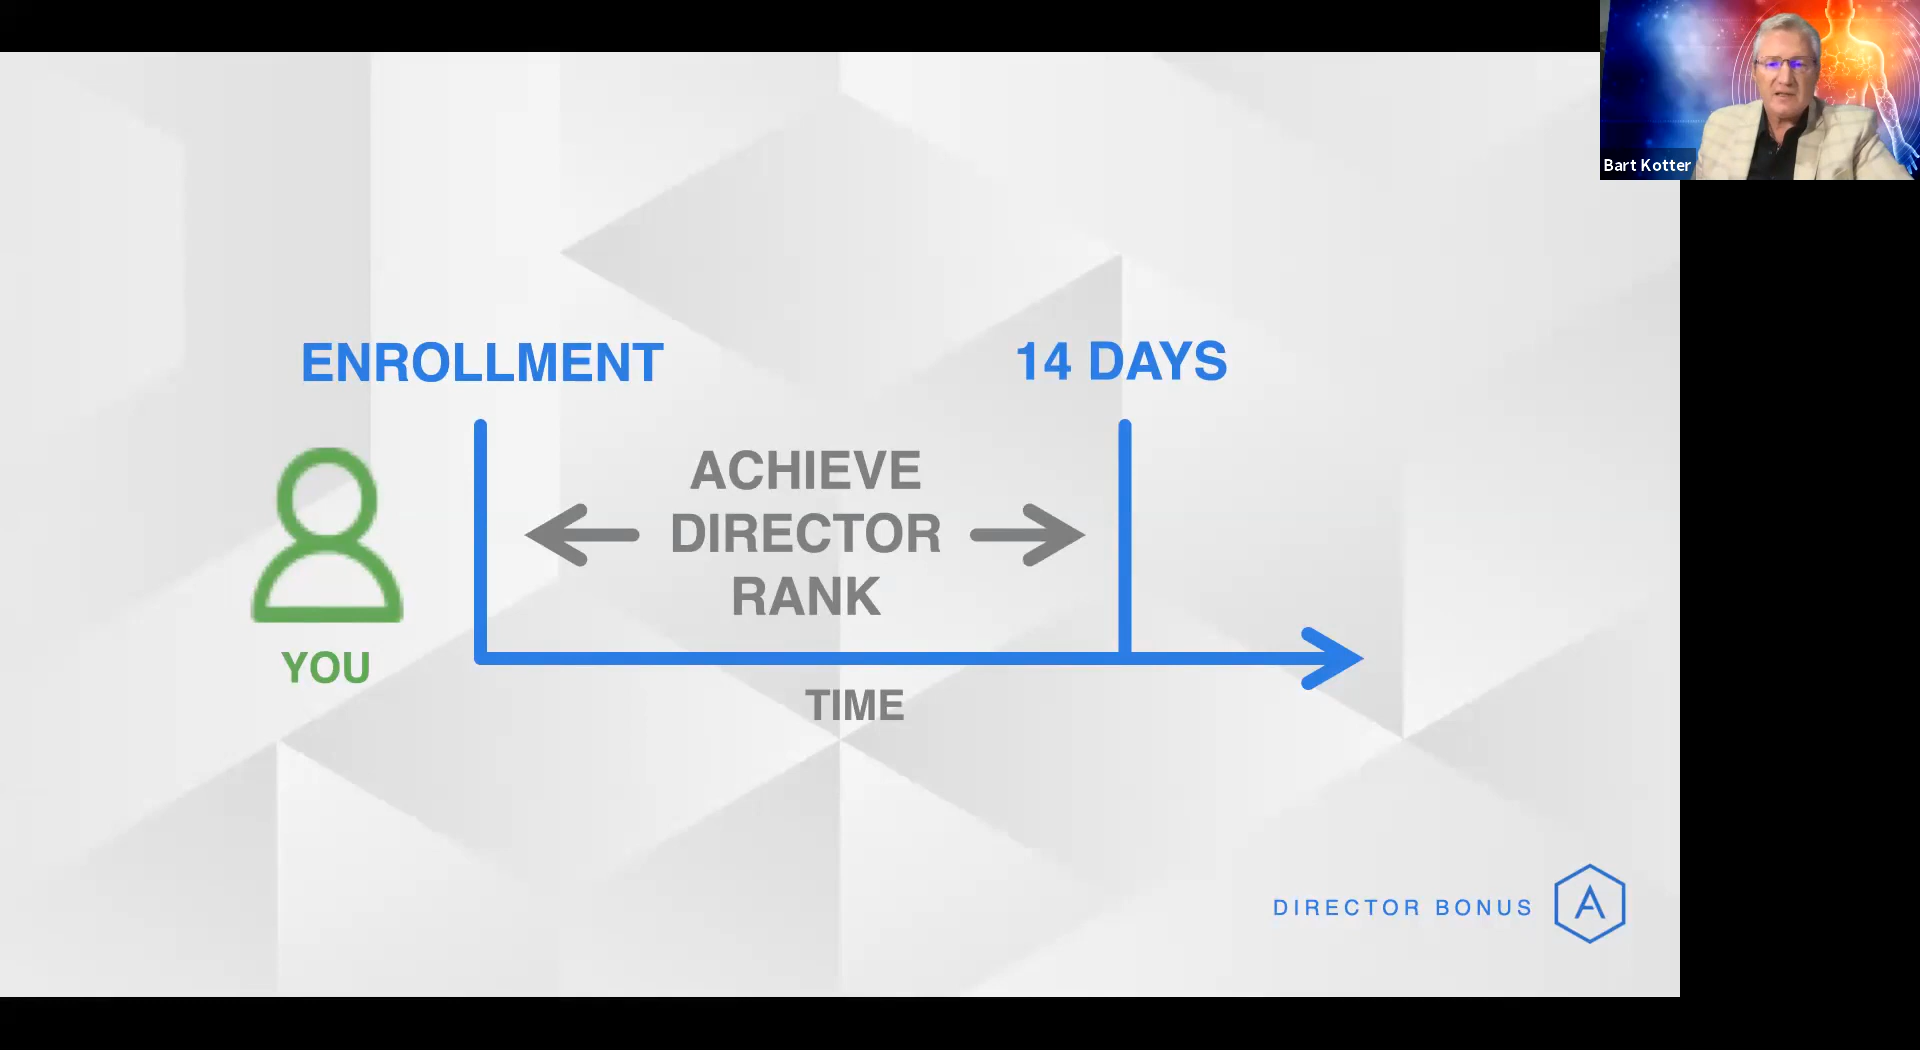 Bart Kotter
ENROLLMENT
14 DAYS
ACHIEVE
DIRECTOR
RANK
YOU
TIME
DIRECTOR BONUS
A